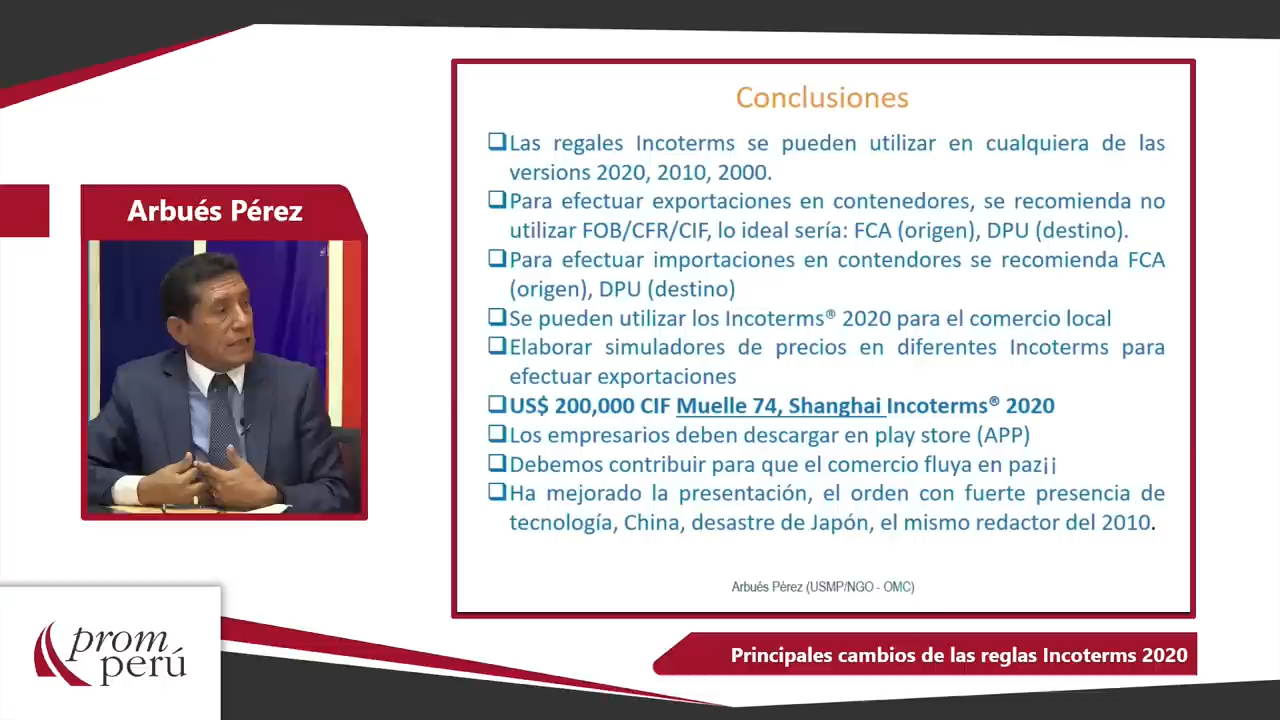 Conclusiones
❑Las regales Incoterms se pueden utilizar en cualquiera de las
versions 2020, 2010, 2000.
❑Para efectuar exportaciones en contenedores, se recomienda no
utilizar FOB/CFR/CIF, lo ideal sería: FCA (origen), DPU (destino).
❑Para efectuar importaciones en contendores se recomienda FCA
(origen), DPU (destino)
❑Se pueden utilizar los Incoterms® 2020 para el comercio local
❑Elaborar simuladores de precios en diferentes Incoterms para
efectuar exportaciones
❑US$ 200,000 CIF Muelle 74, Shanghai Incoterms® 2020
❑Los empresarios deben descargar en play store (APP)
❑Debemos contribuir para que el comercio fluya en paz¡¡
❑Ha mejorado la presentación, el orden con fuerte presencia de
tecnología, China, desastre de Japón, el mismo redactor del 2010.
Arbués Pérez (USMP/NGO - OMC)
Arbués Pérez
prom
perú
Principales cambios de las reglas Incoterms 2020